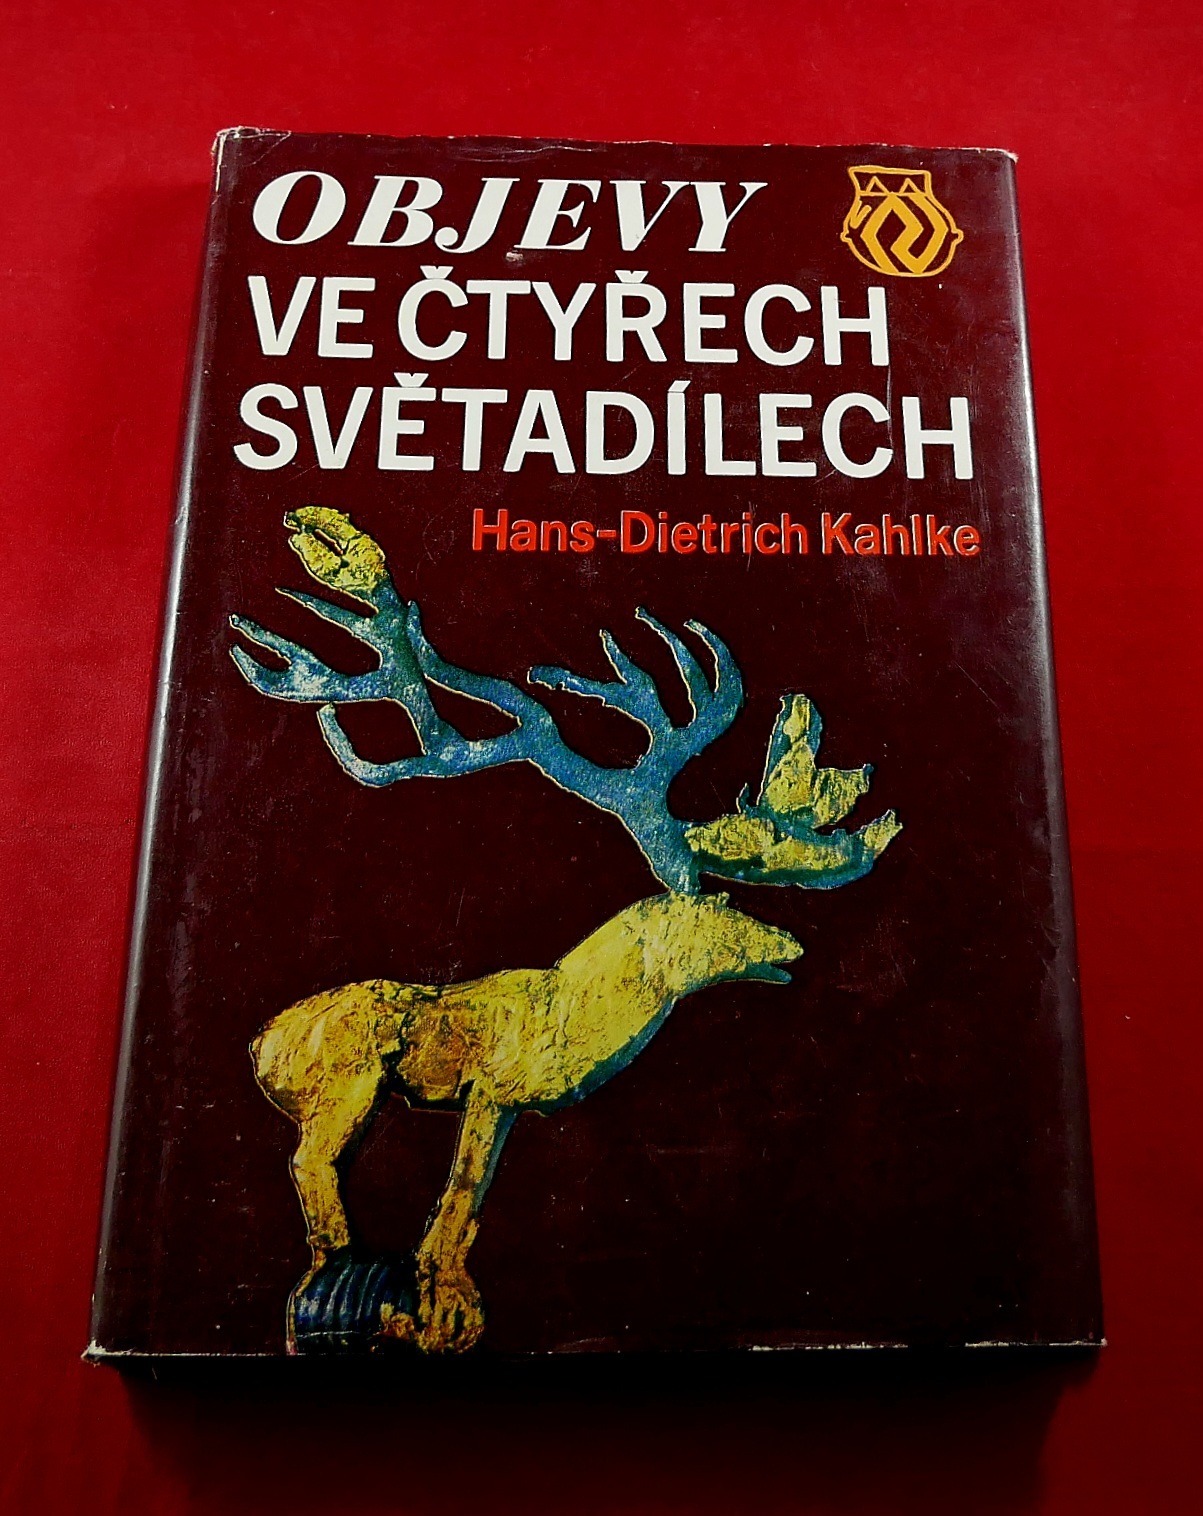 OBJEVY
VE ČTYŘECH
SVĚTADÍLECH
Hans-Dietrich Kahlke